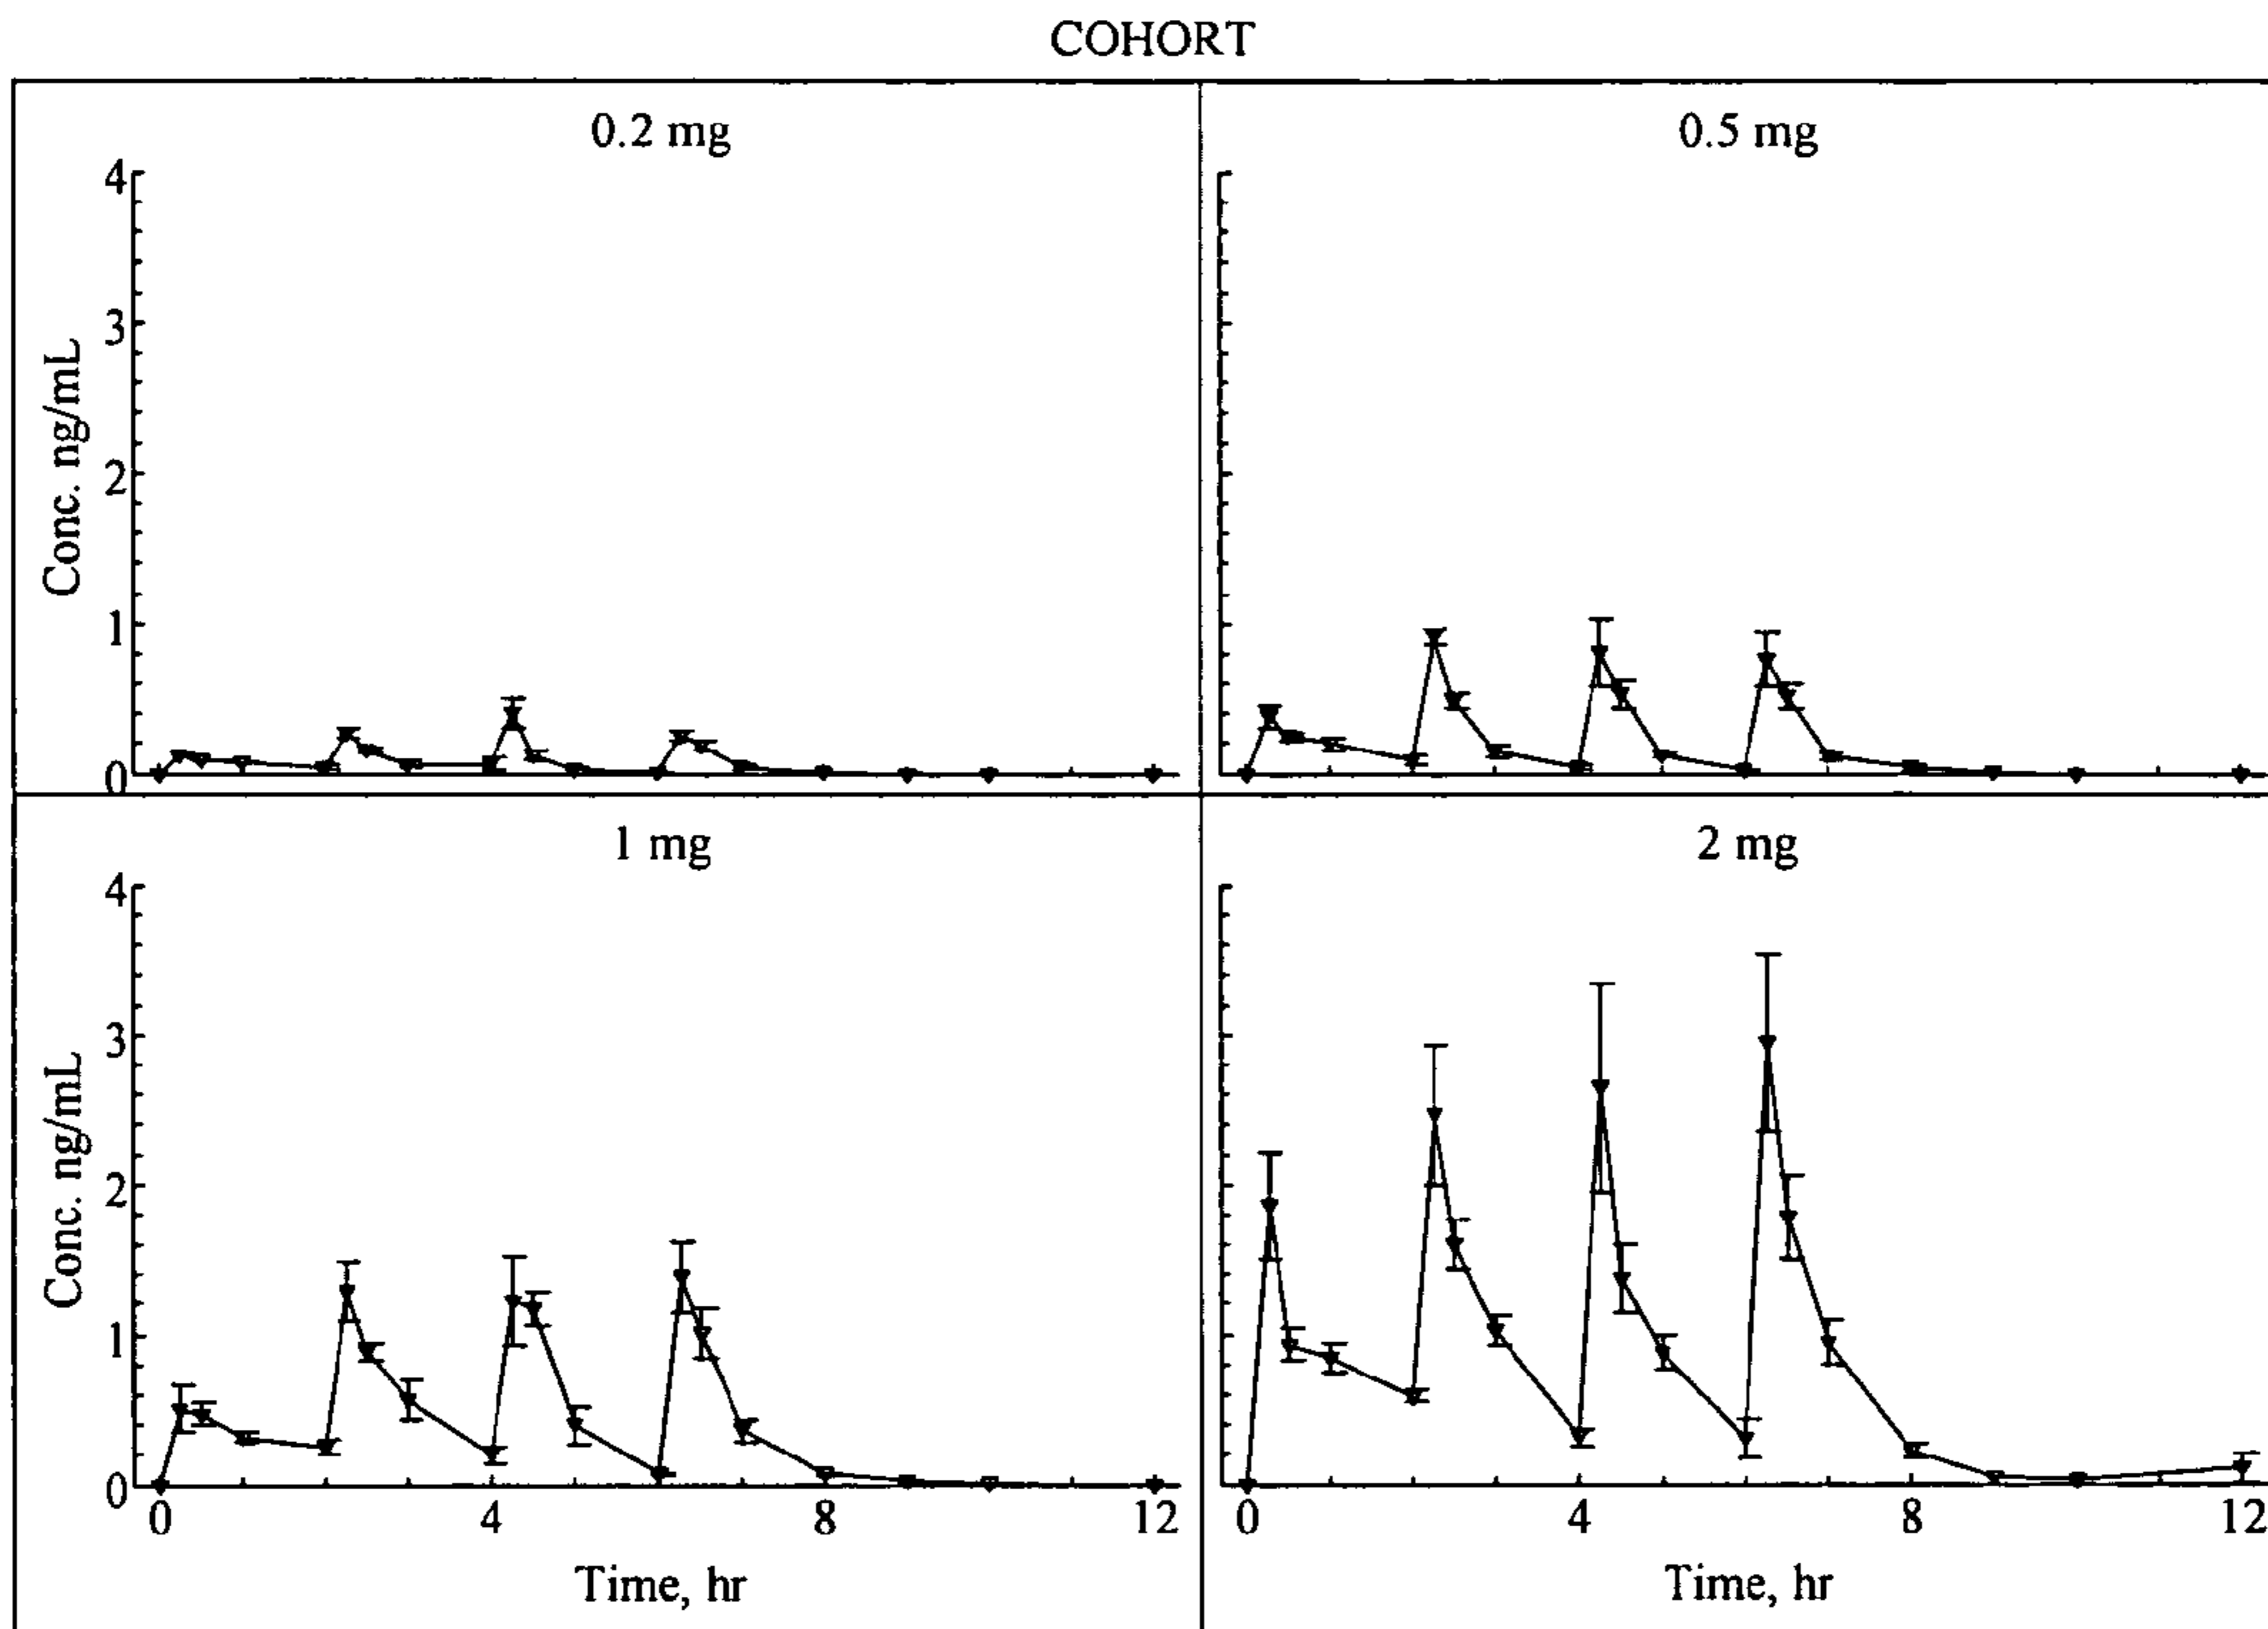 COHORT
0.2 mg
0.5 mg
4
3
2
1
0
Conc. ng/mL
1 mg
2 mg
4
3
2
1
0
Conc. ng/mL
0 4 8 12
0 4 8 12
Time, hr
Time, hr